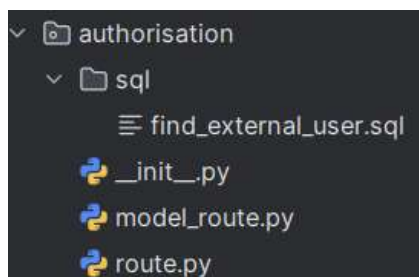 authorisation
sql
find_external_user.sql
__init__.py
model_route.py
route.py